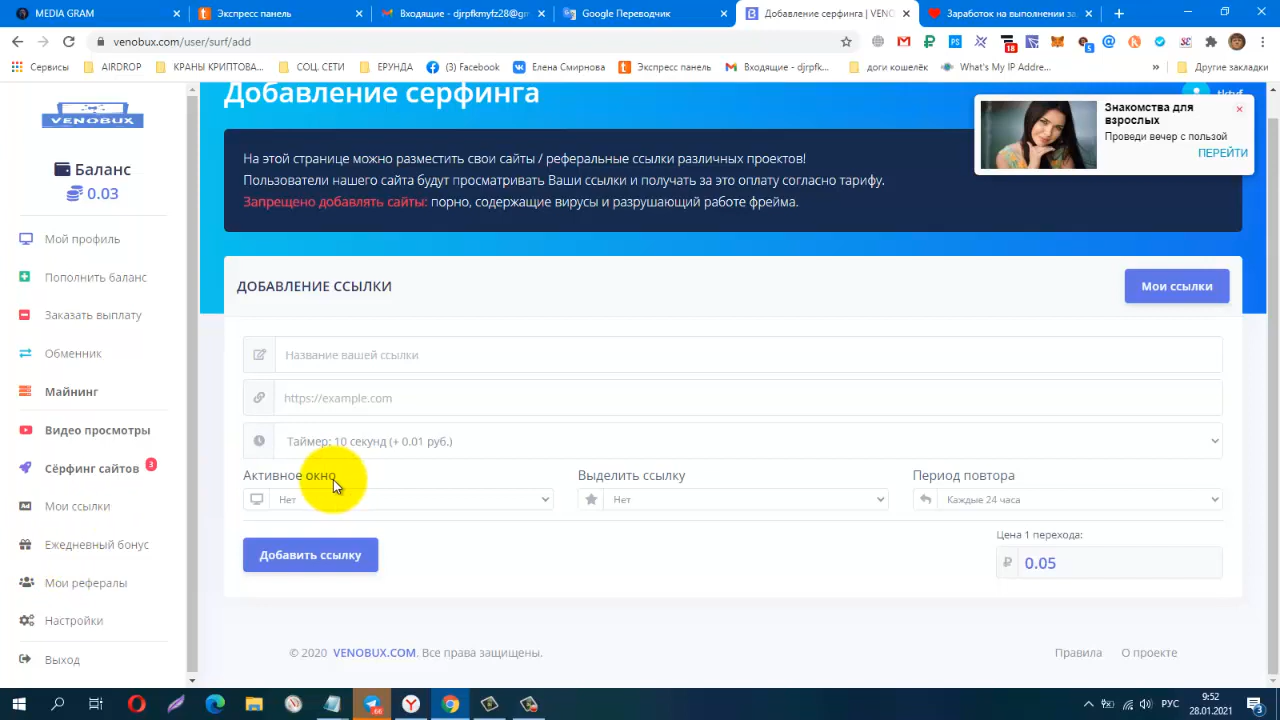 MEDIA GRAM
Экспресс панель
Входящие - djrpfkmyfz28@gm
Google Переводчик
Добавление серфинга | VENO
Заработок на выполнении за
venobux.com/user/surf/add
18
5
Сервисы
AIRDROP
КРАНЫ КРИПТОВА...
СОЦ. СЕТИ
ЕРУНДА
(3) Facebook
Елена Смирнова
Экспресс панель
Входящие - djrpfk...
доги кошелёк
What's My IP Addre...
»
Другие закладки
VENOBUX
Баланс
0.03
Мой профиль
Пополнить баланс
Заказать выплату
Обменник
Майнинг
Видео просмотры
Сёрфинг сайтов 3
Мои ссылки
Ежедневный бонус
Мои рефералы
Настройки
Выход
Добавление серфинга
Знакомства для
взрослых
Проведи вечер с пользой
ПЕРЕЙТИ
На этой странице можно разместить свои сайты / реферальные ссылки различных проектов!
Пользователи нашего сайта будут просматривать Ваши ссылки и получать за это оплату согласно тарифу.
Запрещено добавлять сайты: порно, содержащие вирусы и разрушающий работе фрейма.
ДОБАВЛЕНИЕ ССЫЛКИ
Мои ссылки
Название вашей ссылки
https://example.com
Таймер: 10 секунд (+ 0.01 руб.)
Активное окно
Выделить ссылку
Период повтора
Нет
Нет
Каждые 24 часа
Добавить ссылку
Цена 1 перехода:
₽ 0.05
© 2020 VENOBUX.COM. Все права защищены.
Правила
О проекте
РУС
9:52
28.01.2021
3